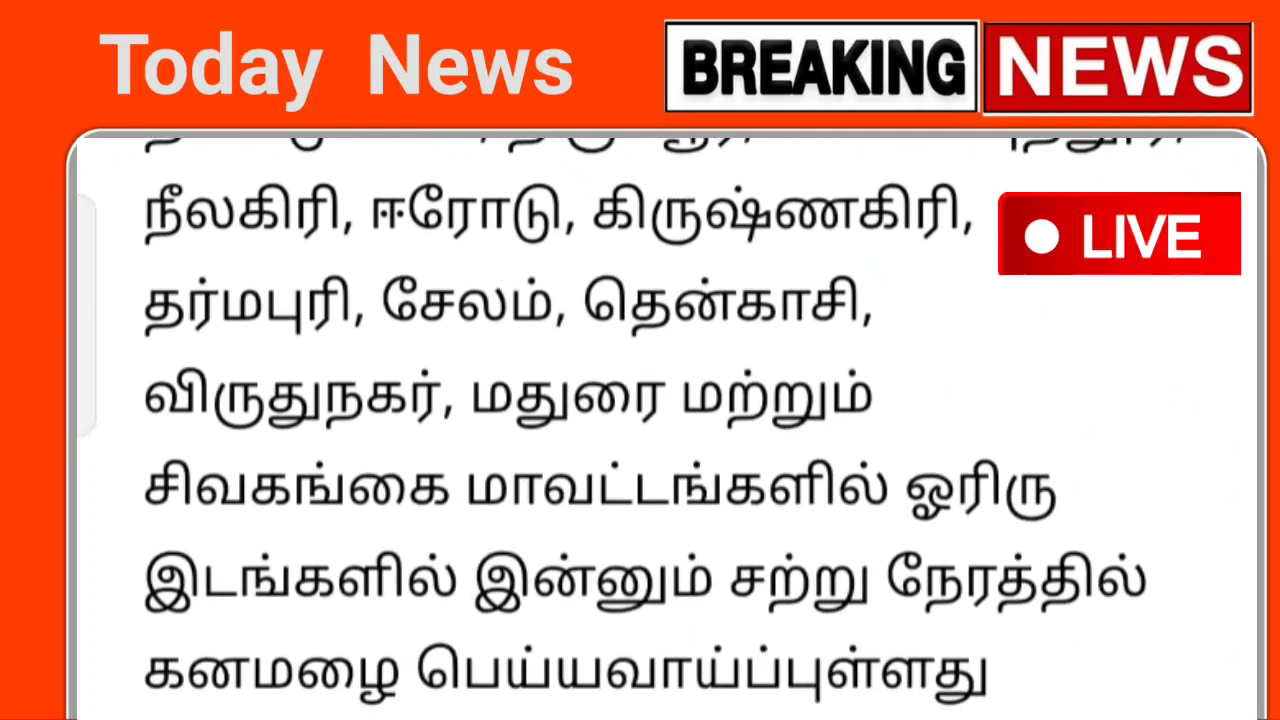 Today News
BREAKING NEWS
நீலகிரி, ஈரோடு, கிருஷ்ணகிரி,
LIVE
தர்மபுரி, சேலம், தென்காசி,
விருதுநகர், மதுரை மற்றும்
சிவகங்கை மாவட்டங்களில் ஓரிரு
இடங்களில் இன்னும் சற்று நேரத்தில்
கனமழை பெய்யவாய்ப்புள்ளது